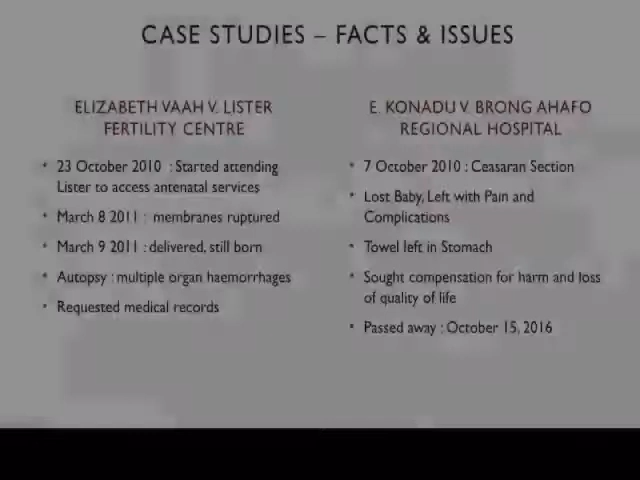 CASE STUDIES – FACTS & ISSUES
ELIZABETH VAAH V. LISTER
FERTILITY CENTRE
• 23 October 2010 : Started attending
Lister to access antenatal services
• March 8 2011 : membranes ruptured
• March 9 2011 : delivered, still born
• Autopsy : multiple organ haemorrhages
• Requested medical records
E. KONADU V. BRONG AHAFO
REGIONAL HOSPITAL
• 7 October 2010 : Ceasaran Section
• Lost Baby, Left with Pain and
Complications
• Towel left in Stomach
• Sought compensation for harm and loss
of quality of life
• Passed away : October 15, 2016